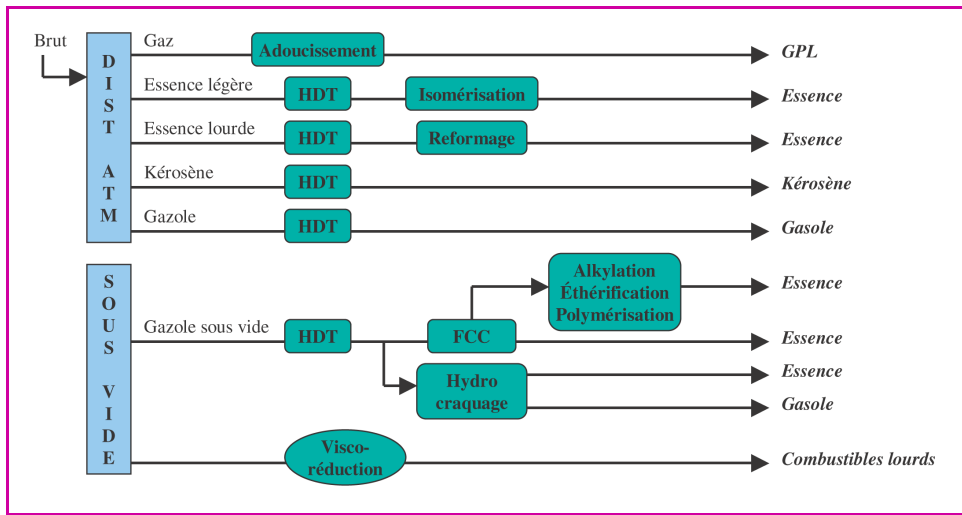 Brut
DIST ATM
Gaz
Adoucissement
GPL
Essence légère
HDT
Isomérisation
Essence
Essence lourde
HDT
Reformage
Essence
Kérosène
HDT
Kérosène
Gazole
HDT
Gasole
SOUS VIDE
Gazole sous vide
HDT
FCC
Alkylation
Éthérification
Polymérisation
Essence
Essence
Hydro
craquage
Essence
Gasole
Visco-
réduction
Combustibles lourds